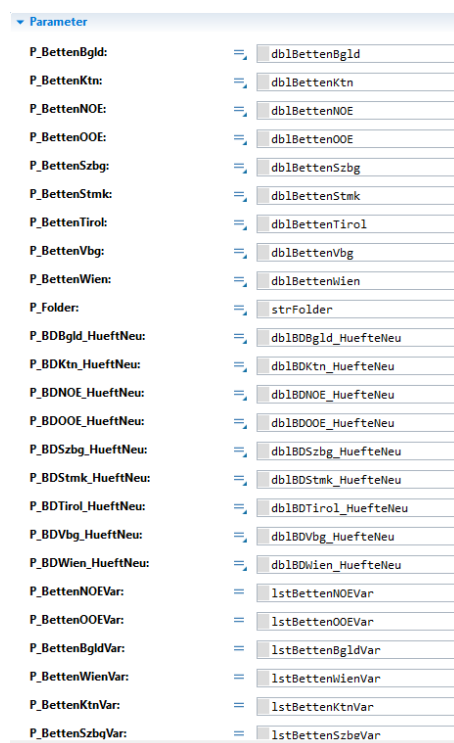 Parameter
P_BettenBgld: = dblBettenBgld
P_BettenKtn: = dblBettenKtn
P_BettenNOE: = dblBettenNOE
P_BettenOOE: = dblBettenOOE
P_BettenSzbg: = dblBettenSzbg
P_BettenStmk: = dblBettenStmk
P_BettenTirol: = dblBettenTirol
P_BettenVbg: = dblBettenVbg
P_BettenWien: = dblBettenWien
P_Folder: = strFolder
P_BDBgld_HueftNeu: = dblBDBgld_HuefteNeu
P_BDKtn_HueftNeu: = dblBDKtn_HuefteNeu
P_BDNOE_HueftNeu: = dblBDNOE_HuefteNeu
P_BDOOE_HueftNeu: = dblBDOOE_HuefteNeu
P_BDSzbg_HueftNeu: = dblBDSzbg_HuefteNeu
P_BDStmk_HueftNeu: = dblBDStmk_HuefteNeu
P_BDTirol_HueftNeu: = dblBDTirol_HuefteNeu
P_BDVbg_HueftNeu: = dblBDVbg_HuefteNeu
P_BDWien_HueftNeu: = dblBDWien_HuefteNeu
P_BettenNOEVar: = lstBettenNOEVar
P_BettenOOEVar: = lstBettenOOEVar
P_BettenBgldVar: = lstBettenBgldVar
P_BettenWienVar: = lstBettenWienVar
P_BettenKtnVar: = lstBettenKtnVar
P_BettenSzbgVar: = lstBettenSzbgVar